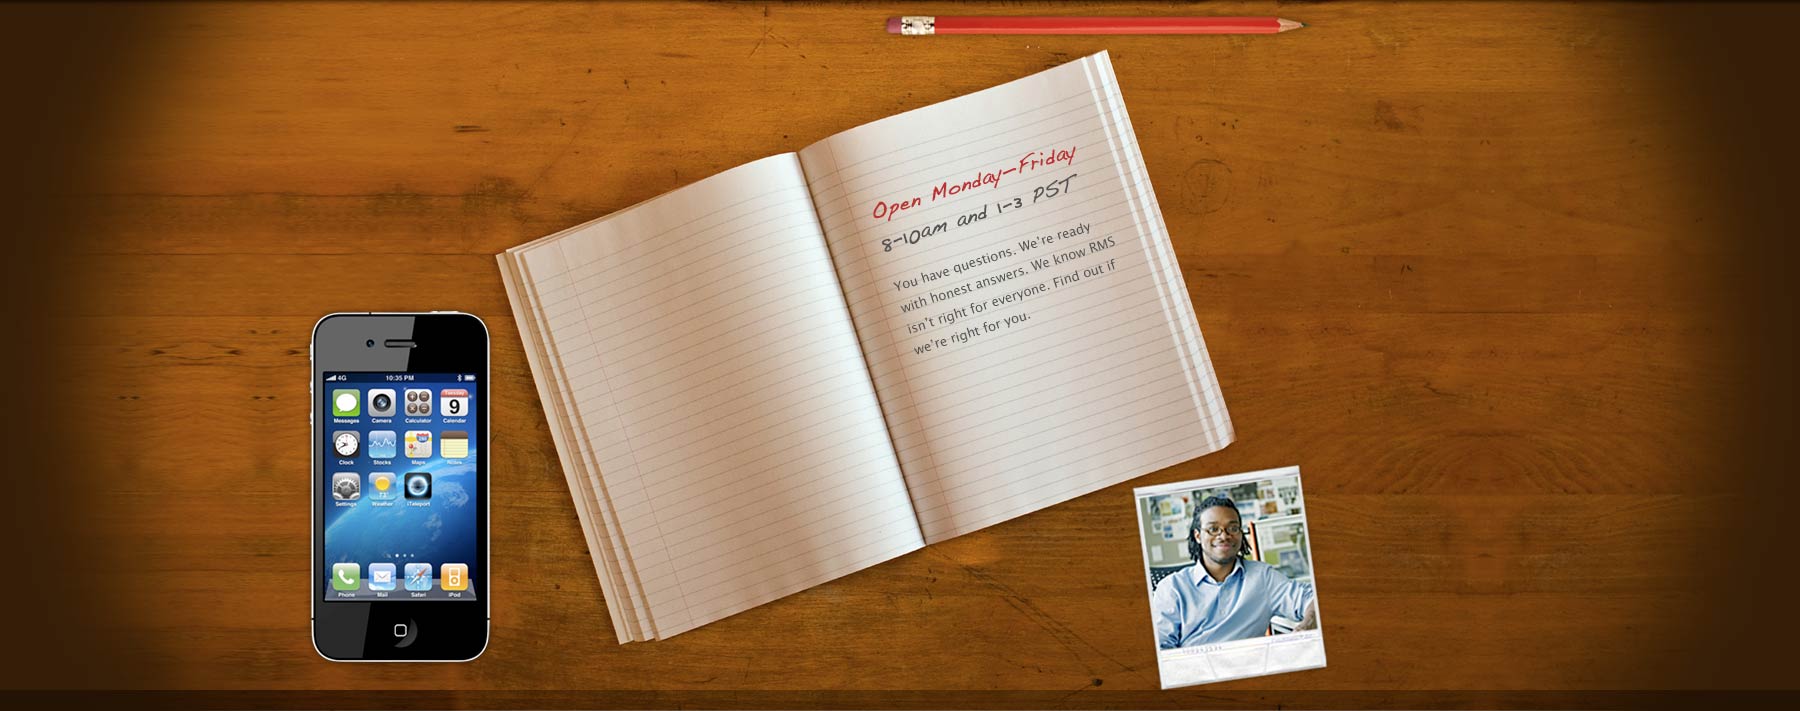 Open Monday–Friday
8-10am and 1-3 PST
You have questions. We're ready
with honest answers. We know RMS
isn't right for everyone. Find out if
we're right for you.
4G 10:35 PM
Tuesday
9
Messages Camera Calculator Calendar
Clock Stocks Maps Notes
73°
Settings Weather iTeleport
Phone Mail Safari iPod